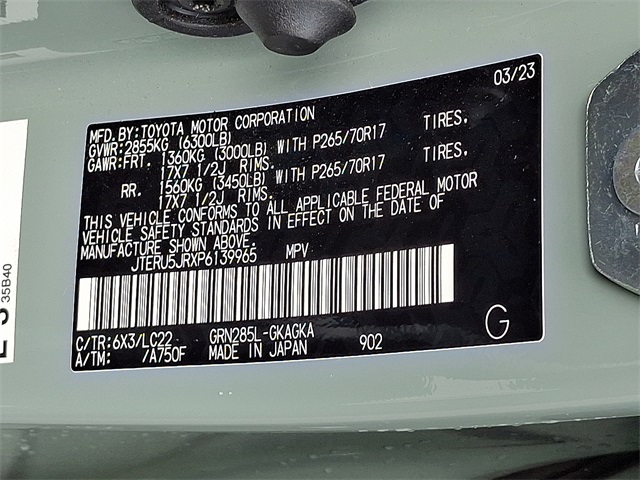 03/23
MFD.BY:TOYOTA MOTOR CORPORATION
GVWR:2855KG (6300LB)
GAWR:FRT. 1360KG (3000LB) WITH P265/70R17 TIRES,
17X7 1/2J RIMS.
RR. 1560KG (3450LB) WITH P265/70R17 TIRES,
17X7 1/2J RIMS.
THIS VEHICLE CONFORMS TO ALL APPLICABLE FEDERAL MOTOR
VEHICLE SAFETY STANDARDS IN EFFECT ON THE DATE OF
MANUFACTURE SHOWN ABOVE.
JTERU5JRXP6139965 MPV
C/TR:6X3/LC22 GRN285L-GKAGKA
A/TM: /A750F MADE IN JAPAN 902
G
35B40